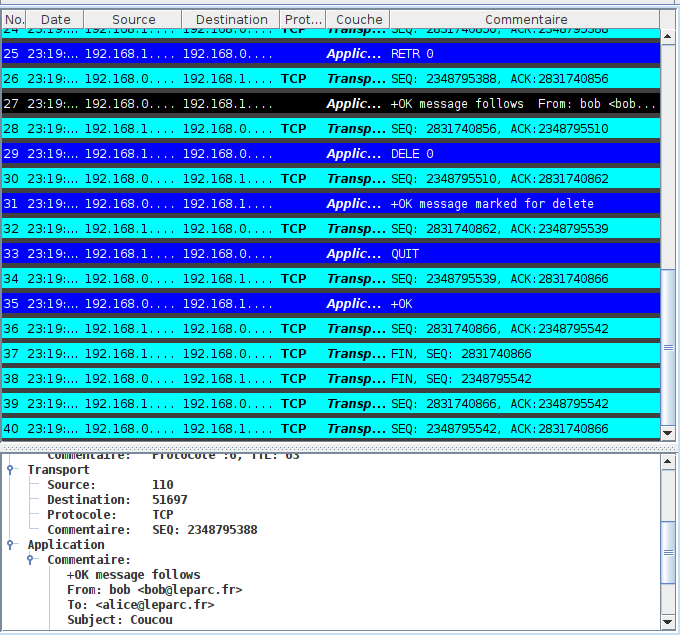 No. Date Source Destination Prot... Couche Commentaire
24 23:19:... 192.168.0.... 192.168.1.... TCP Transp... SEQ: 2348795388, ACK:2831740856
25 23:19:... 192.168.1.... 192.168.0.... Applic... RETR 0
26 23:19:... 192.168.0.... 192.168.1.... TCP Transp... SEQ: 2348795388, ACK:2831740856
27 23:19:... 192.168.0.... 192.168.1.... Applic... +OK message follows From: bob <bob...
28 23:19:... 192.168.1.... 192.168.0.... TCP Transp... SEQ: 2831740856, ACK:2348795510
29 23:19:... 192.168.1.... 192.168.0.... Applic... DELE 0
30 23:19:... 192.168.0.... 192.168.1.... TCP Transp... SEQ: 2348795510, ACK:2831740862
31 23:19:... 192.168.0.... 192.168.1.... Applic... +OK message marked for delete
32 23:19:... 192.168.1.... 192.168.0.... TCP Transp... SEQ: 2831740862, ACK:2348795539
33 23:19:... 192.168.1.... 192.168.0.... Applic... QUIT
34 23:19:... 192.168.0.... 192.168.1.... TCP Transp... SEQ: 2348795539, ACK:2831740866
35 23:19:... 192.168.0.... 192.168.1.... Applic... +OK
36 23:19:... 192.168.1.... 192.168.0.... TCP Transp... SEQ: 2831740866, ACK:2348795542
37 23:19:... 192.168.1.... 192.168.0.... TCP Transp... FIN, SEQ: 2831740866
38 23:19:... 192.168.0.... 192.168.1.... TCP Transp... FIN, SEQ: 2348795542
39 23:19:... 192.168.1.... 192.168.0.... TCP Transp... SEQ: 2831740866, ACK:2348795542
40 23:19:... 192.168.0.... 192.168.1.... TCP Transp... SEQ: 2348795542, ACK:2831740866
Commentaire: Protocole :6, TTL: 63
Transport
Source: 110
Destination: 51697
Protocole: TCP
Commentaire: SEQ: 2348795388
Application
Commentaire:
+OK message follows
From: bob <bob@leparc.fr>
To: <alice@leparc.fr>
Subject: Coucou